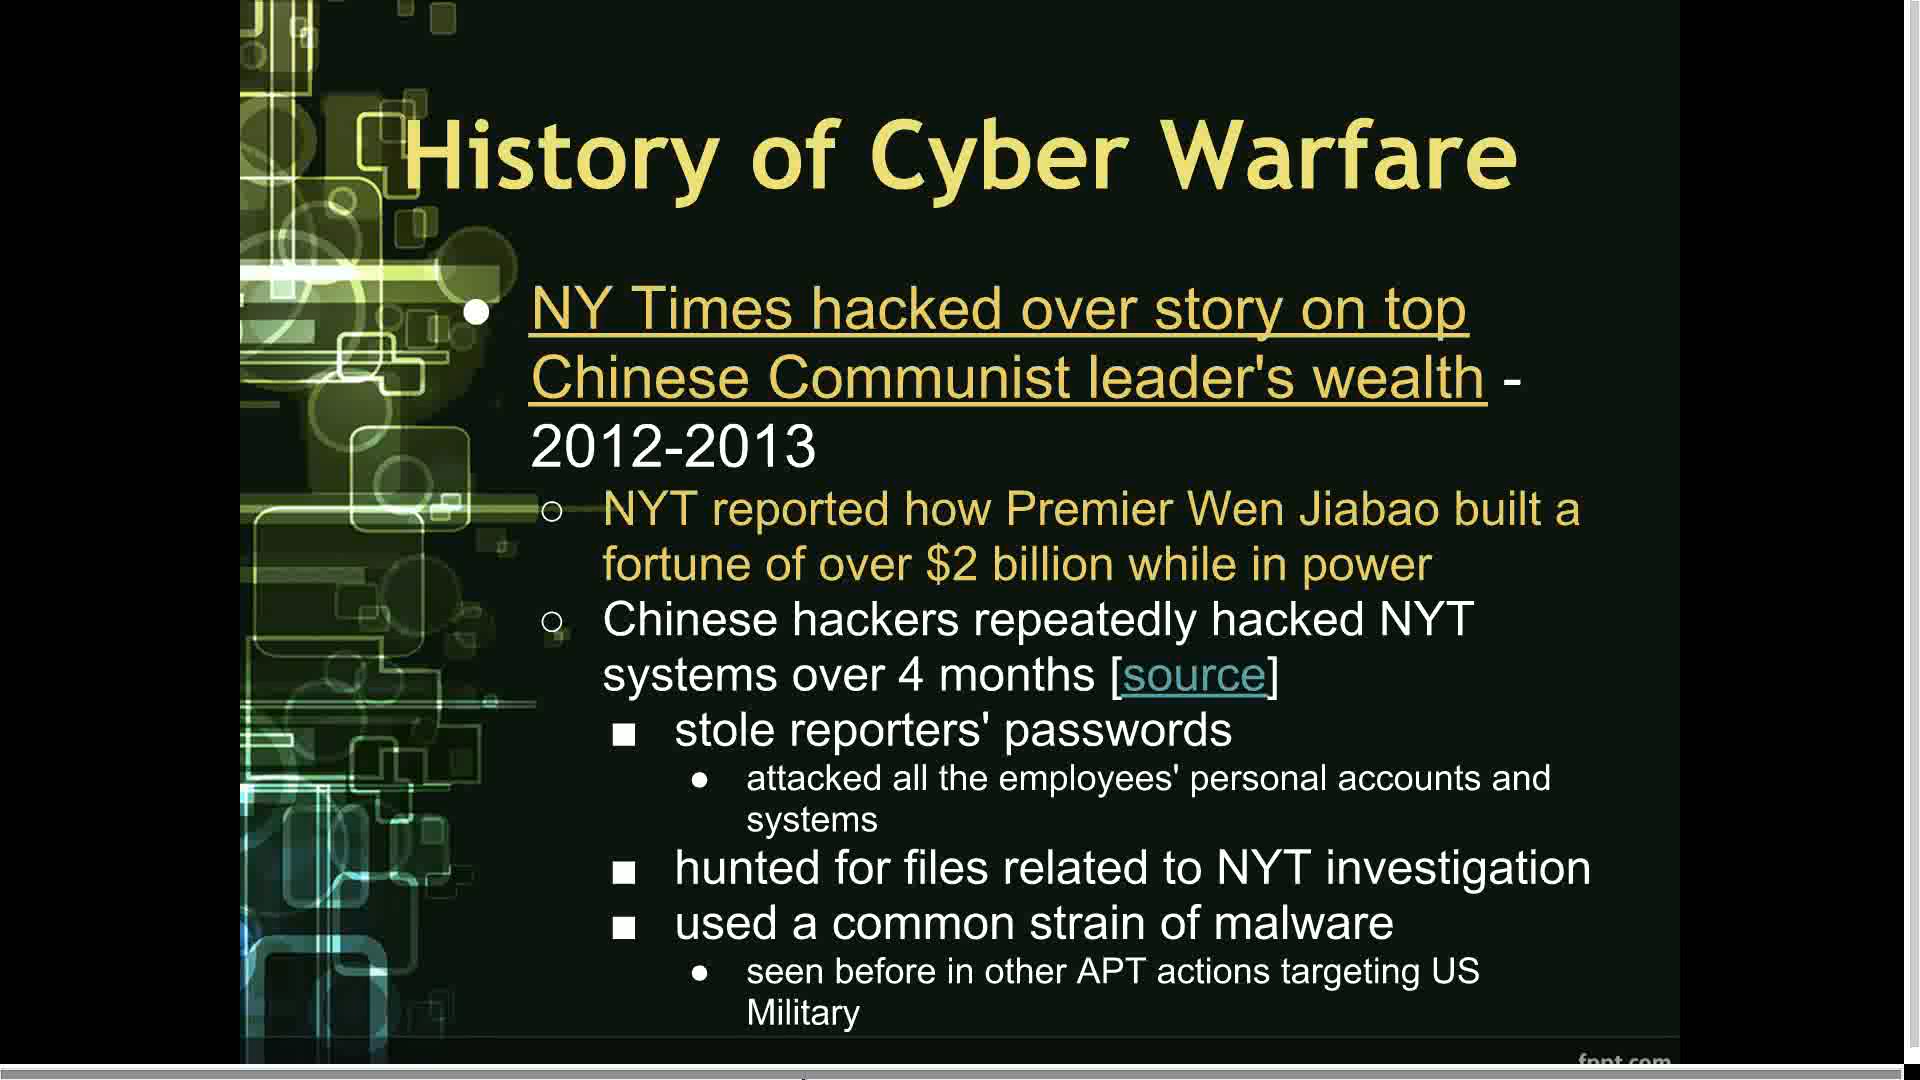 History of Cyber Warfare
● NY Times hacked over story on top
Chinese Communist leader's wealth -
2012-2013
○ NYT reported how Premier Wen Jiabao built a
fortune of over $2 billion while in power
○ Chinese hackers repeatedly hacked NYT
systems over 4 months [source]
■ stole reporters' passwords
● attacked all the employees' personal accounts and
systems
■ hunted for files related to NYT investigation
■ used a common strain of malware
● seen before in other APT actions targeting US
Military
fppt.com